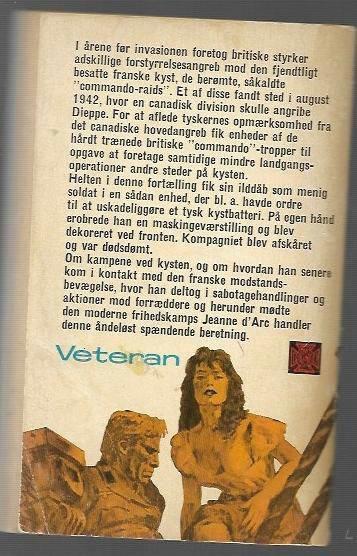 I årene før invasionen foretog britiske styrker
adskillige forstyrrelsesangreb mod den fjendtligt
besatte franske kyst, de berømte, såkaldte
"commando-raids". Et af disse fandt sted i august
1942, hvor en canadisk division skulle angribe
Dieppe. For at aflede tyskernes opmærksomhed fra
det canadiske hovedangreb fik enheder af de
hårdt trænede britiske "commando"-tropper til
opgave at foretage samtidige mindre landgangs-
operationer andre steder på kysten.
Helten i denne fortælling fik sin ilddåb som menig
soldat i en sådan enhed, der bl. a. havde ordre
til at uskadeliggøre et tysk kystbatteri. På egen hånd
erobrede han en maskingeværstilling og blev
dekoreret ved fronten. Kompagniet blev afskåret
og var dødsdømt.
Om kampene ved kysten, og om hvordan han senere
kom i kontakt med den franske modstands-
bevægelse, hvor han deltog i sabotagehandlinger og
aktioner mod forræddere og herunder mødte
den moderne frihedskamps Jeanne d'Arc handler
denne åndeløst spændende beretning.
Veteran